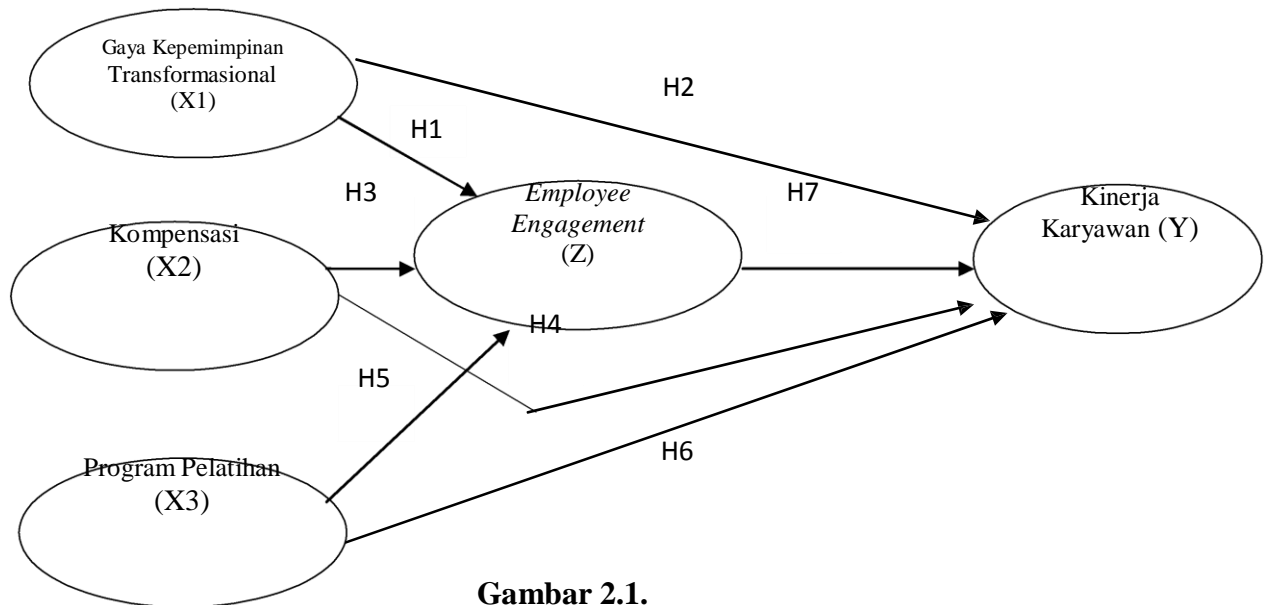 Gaya Kepemimpinan
Transformasional
(X1)
H2
H1
H3
Employee
Engagement
(Z)
H7
Kinerja
Karyawan (Y)
Kompensasi
(X2)
H4
H5
H6
Program Pelatihan
(X3)
Gambar 2.1.